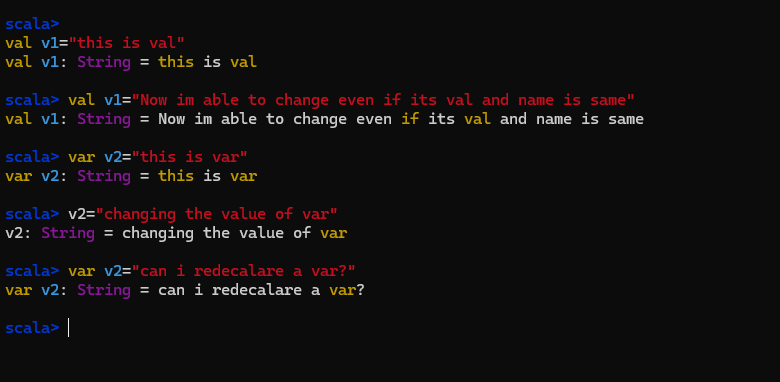 scala>
val v1="this is val"
val v1: String = this is val
scala> val v1="Now im able to change even if its val and name is same"
val v1: String = Now im able to change even if its val and name is same
scala> var v2="this is var"
var v2: String = this is var
scala> v2="changing the value of var"
v2: String = changing the value of var
scala> var v2="can i redecalare a var?"
var v2: String = can i redecalare a var?
scala>